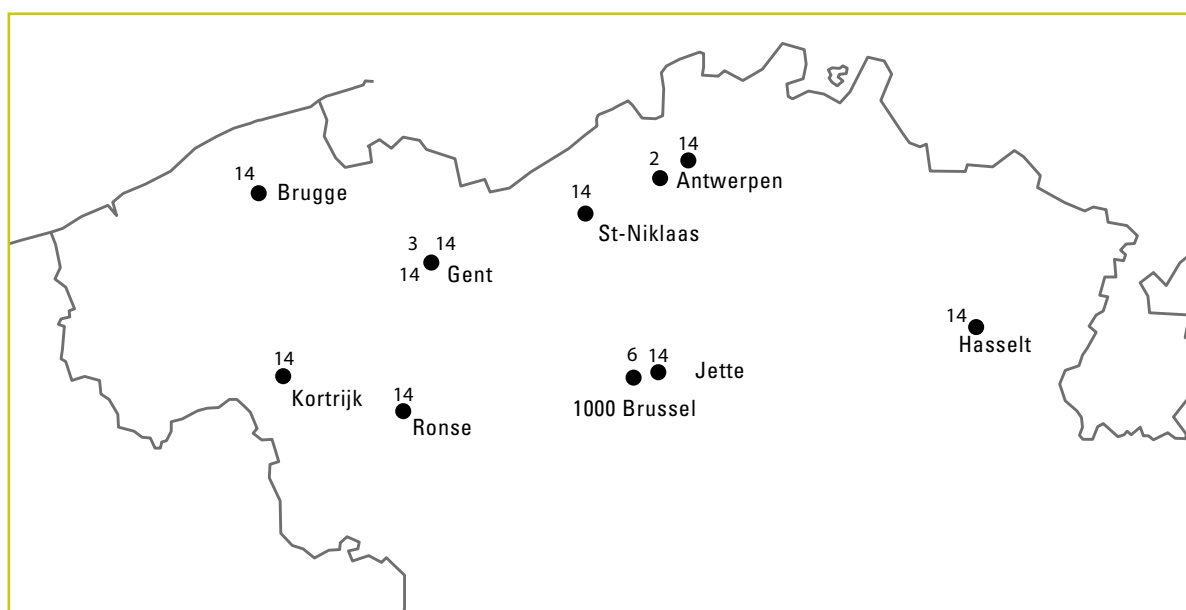 14
2
Antwerpen
14
Brugge
14
St-Niklaas
3 14
14 Gent
14
Hasselt
14
Kortrijk
14
Ronse
6 14
Jette
1000 Brussel